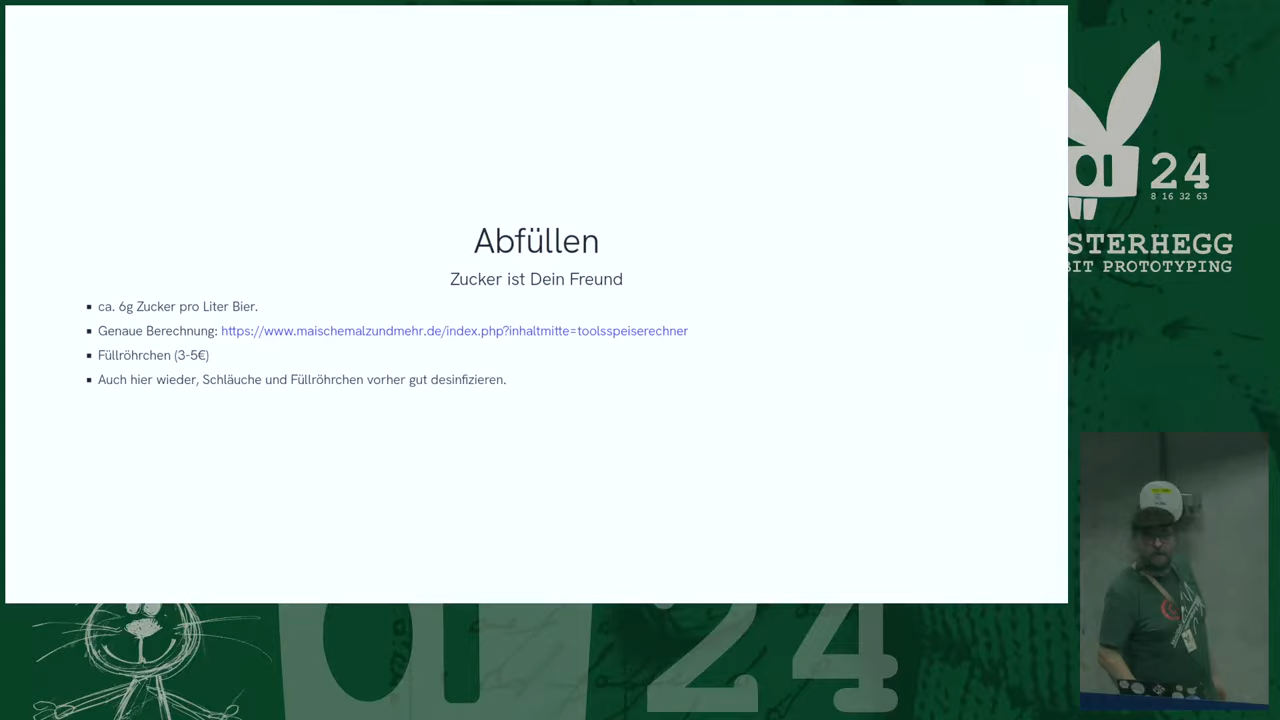 Abfüllen
Zucker ist Dein Freund
▪ ca. 6g Zucker pro Liter Bier.
▪ Genaue Berechnung: https://www.maischemalzundmehr.de/index.php?inhaltmitte=toolsspeiserechner
▪ Füllröhrchen (3-5€)
▪ Auch hier wieder, Schläuche und Füllröhrchen vorher gut desinfizieren.
24
8 16 32 63
STERHEGG
BIT PROTOTYPING
24